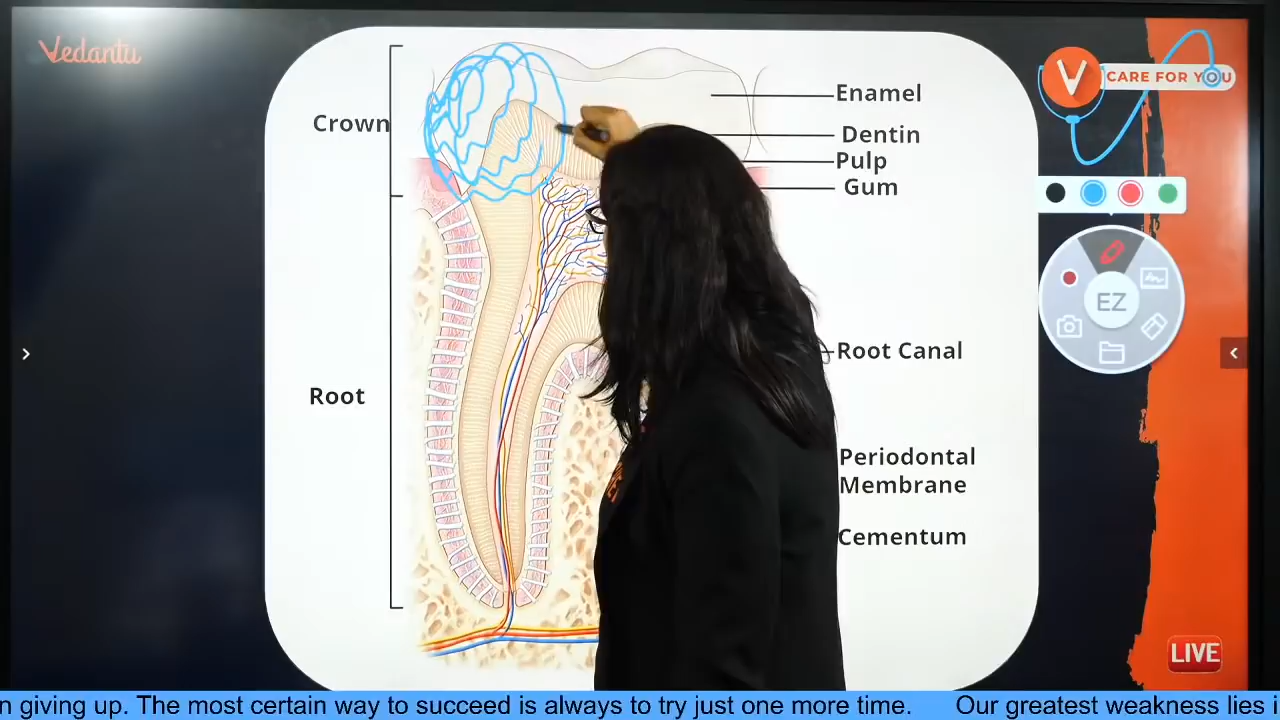 Vedantu
V CARE FOR YOU
Crown
Enamel
Dentin
Pulp
Gum
EZ
Root Canal
Root
Periodontal
Membrane
Cementum
LIVE
n giving up. The most certain way to succeed is always to try just one more time. Our greatest weakness lies i